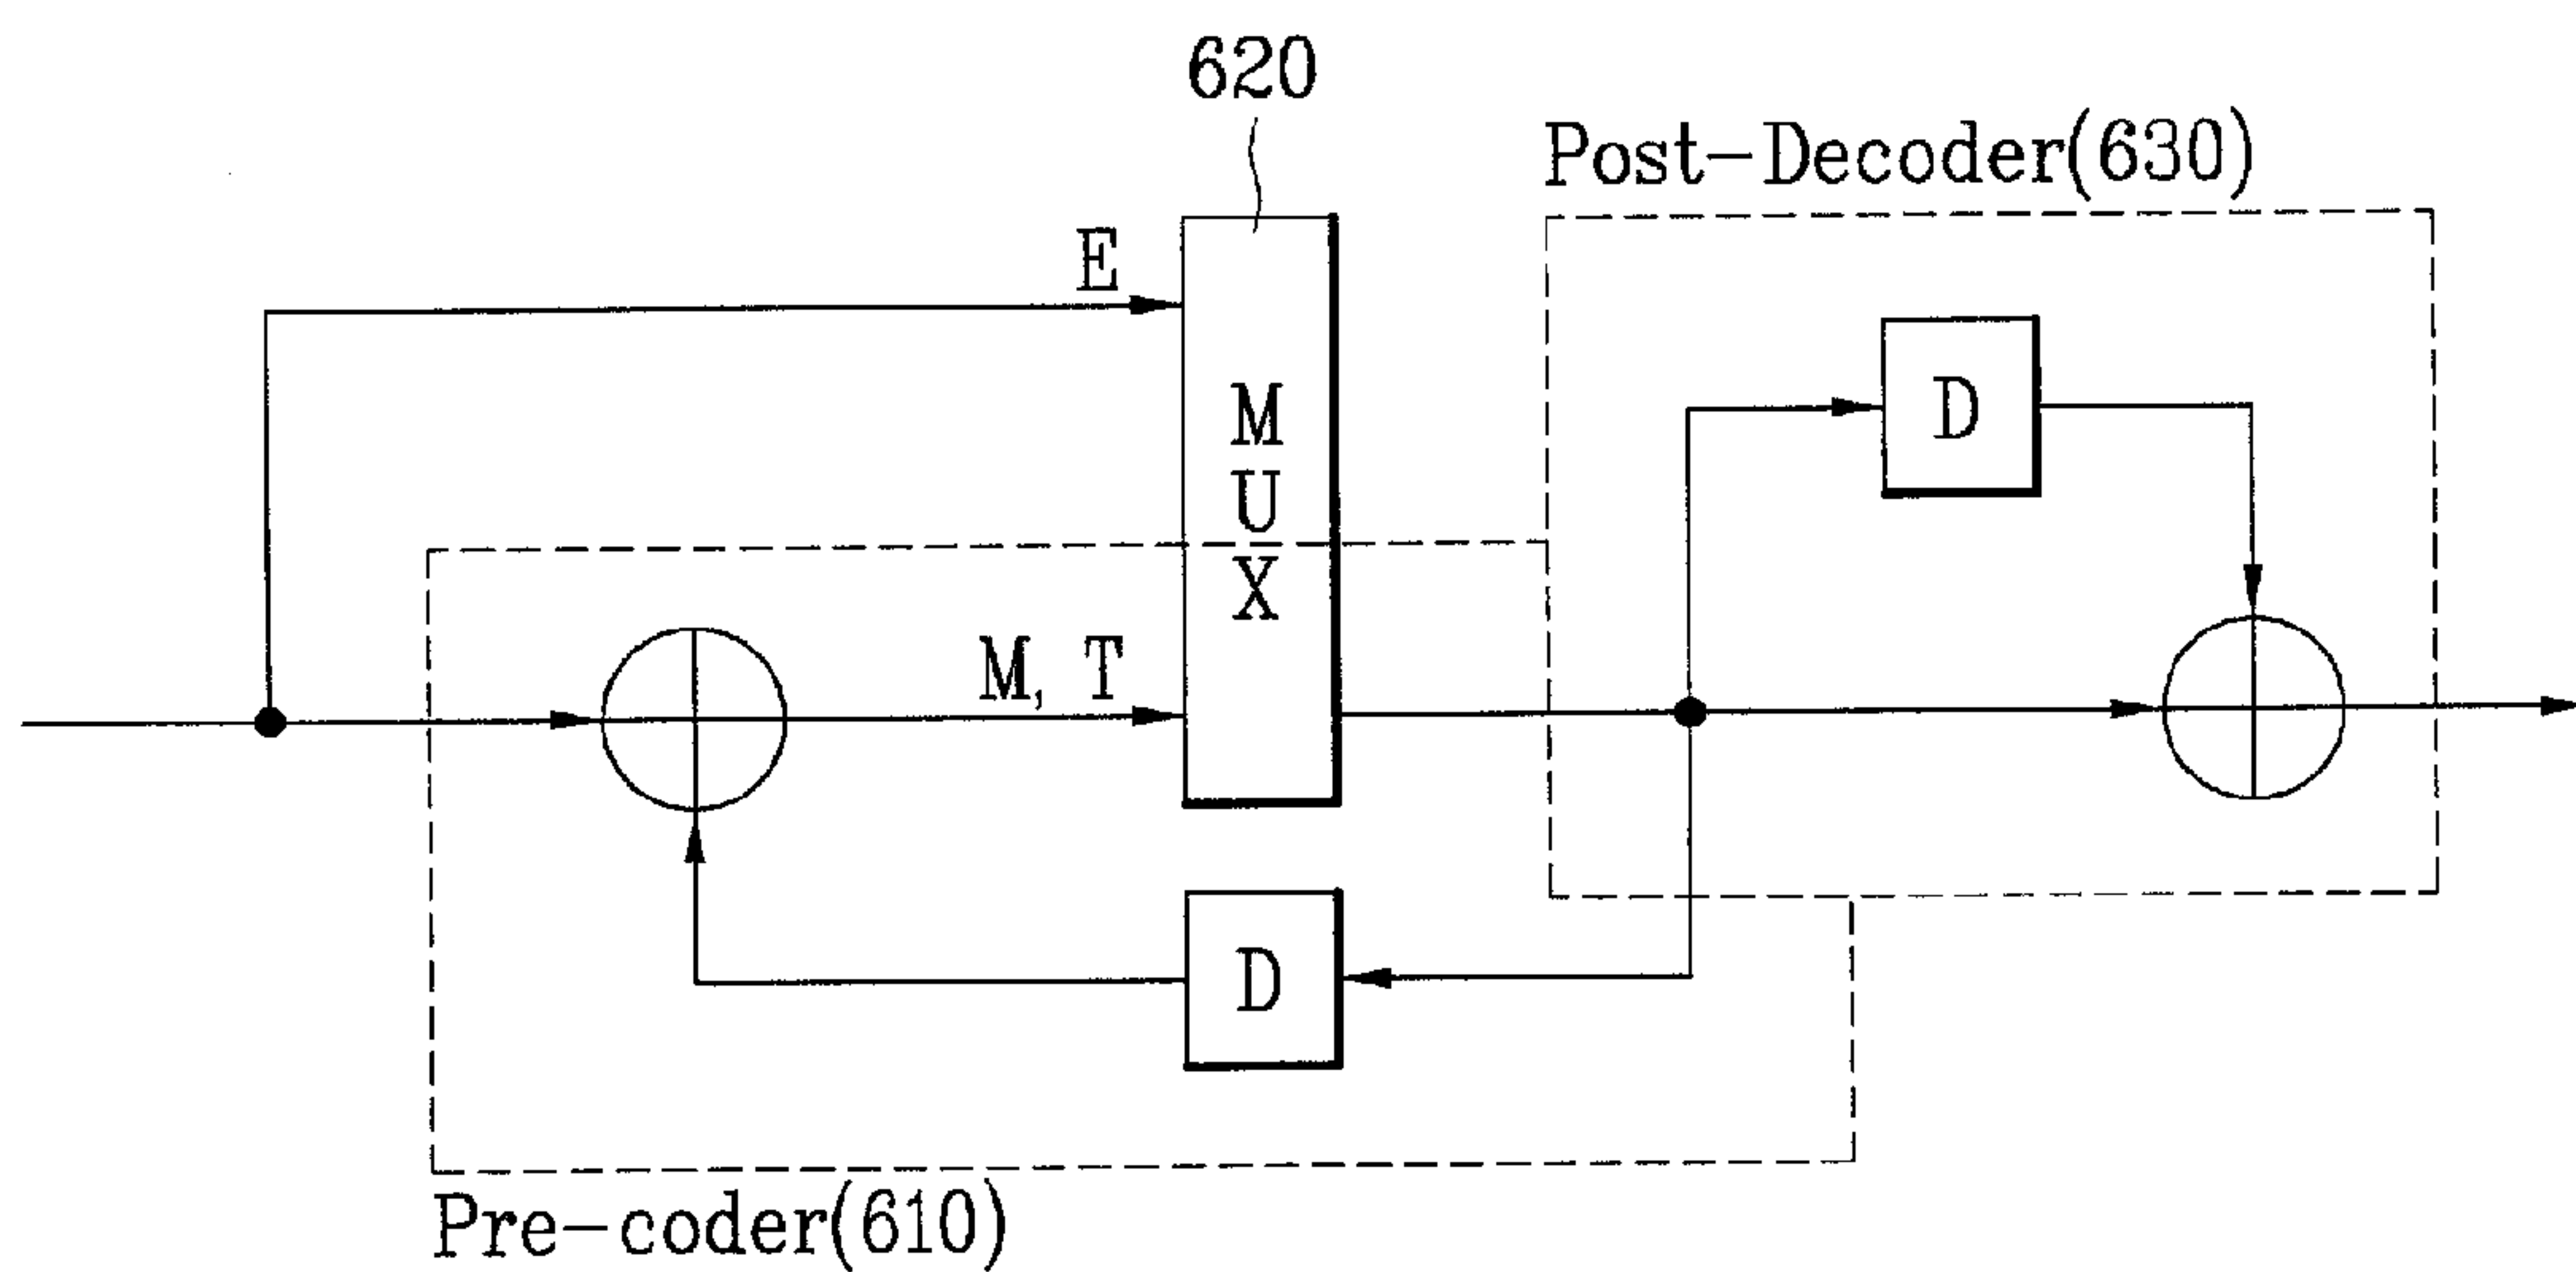 620
Post-Decoder(630)
E
D
M
U
X
M, T
D
Pre-coder(610)